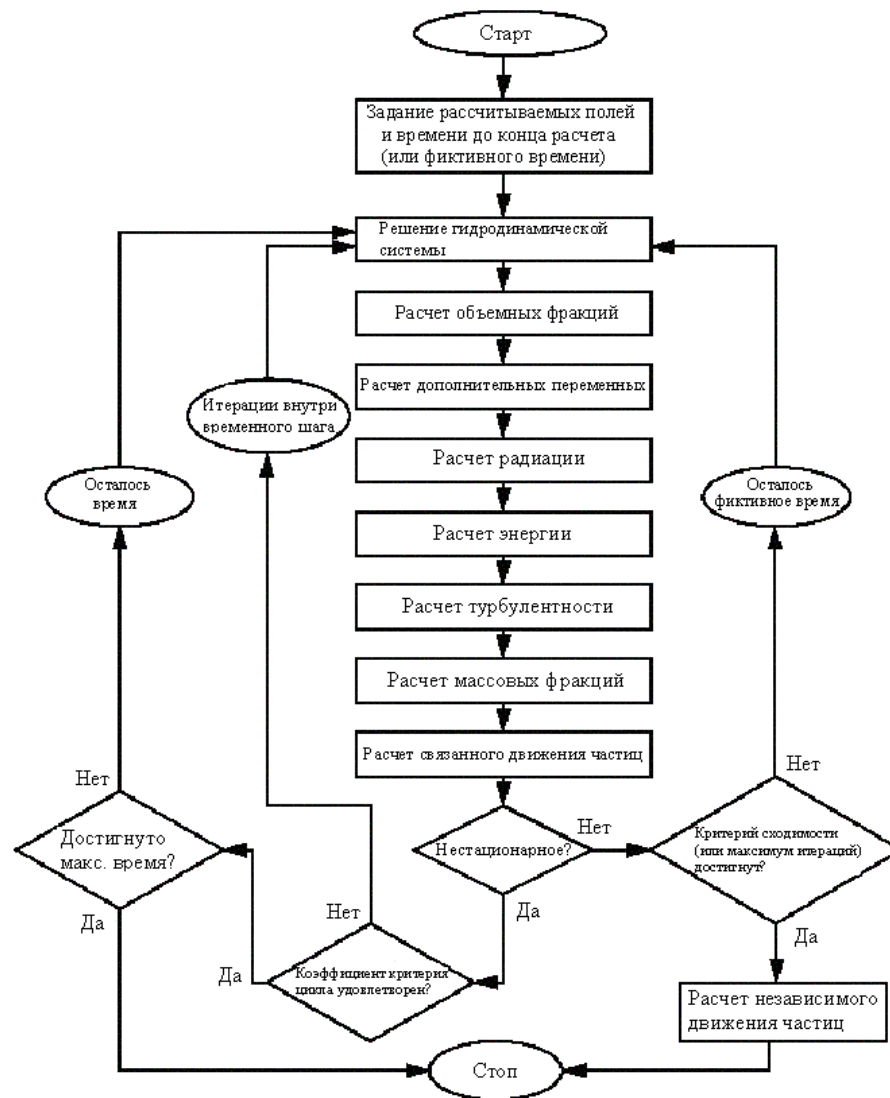 Старт
Задание рассчитываемых полей
и времени до конца расчета
(или фиктивного времени)
Решение гидродинамической
системы
Расчет объемных фракций
Расчет дополнительных переменных
Итерации внутри
временного шага
Расчет радиации
Осталось
время
Осталось
фиктивное время
Расчет энергии
Расчет турбулентности
Расчет массовых фракций
Расчет связанного движения частиц
Нет
Нет
Достигнуто
макс. время?
Нестационарное?
Нет
Критерий сходимости
(или максимум итераций)
достигнут?
Да
Нет
Да
Да
Да
Коэффициент критерия
цикла удовлетворен?
Расчет независимого
движения частиц
Стоп